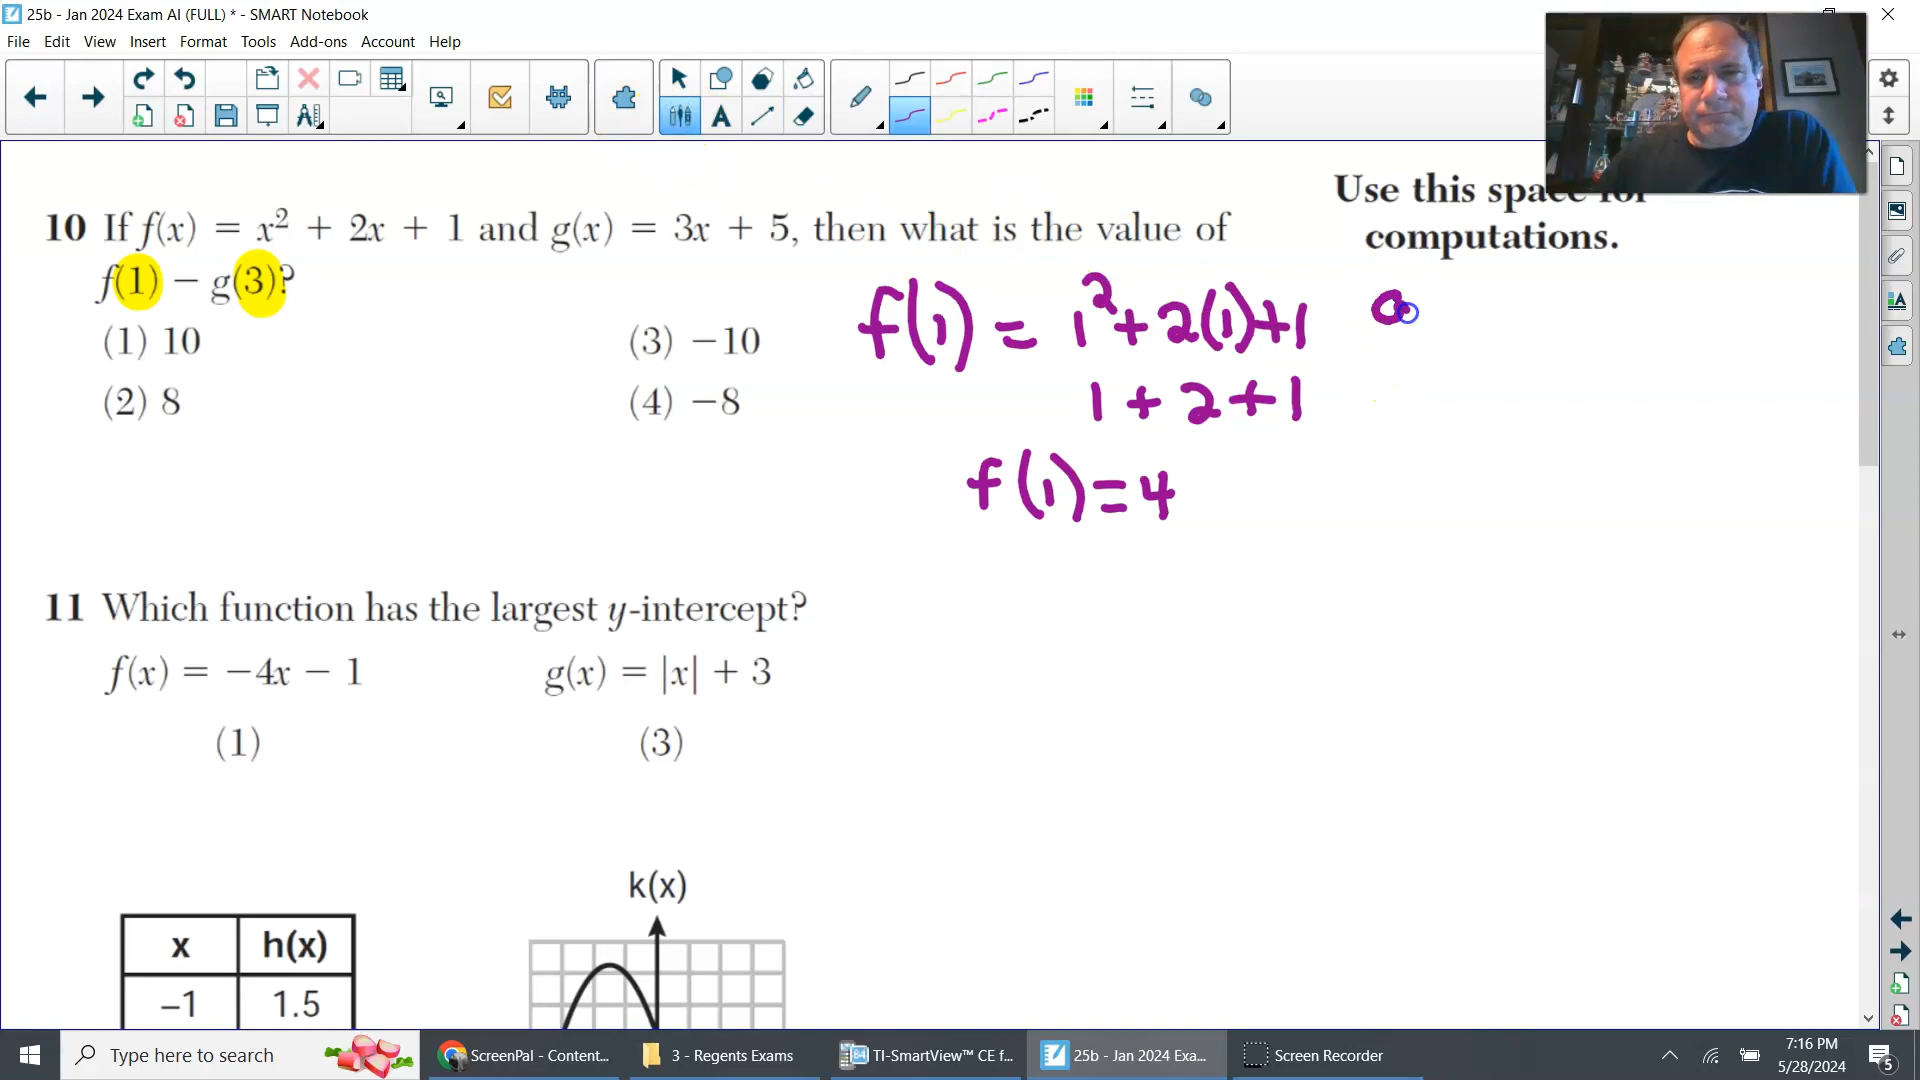 25b - Jan 2024 Exam AI (FULL) * - SMART Notebook
File Edit View Insert Format Tools Add-ons Account Help
Use this space for
computations.
10 If f(x) = x² + 2x + 1 and g(x) = 3x + 5, then what is the value of
f(1) − g(3)?
(1) 10 (3) −10
(2) 8 (4) −8
f(1) = 1² + 2(1) + 1
1 + 2 + 1
f(1) = 4
11 Which function has the largest y-intercept?
f(x) = −4x − 1 g(x) = |x| + 3
(1) (3)
k(x)
x h(x)
−1 1.5
Type here to search
ScreenPal - Content...
3 - Regents Exams
TI-SmartView™ CE f...
25b - Jan 2024 Exa...
Screen Recorder
7:16 PM
5/28/2024
5